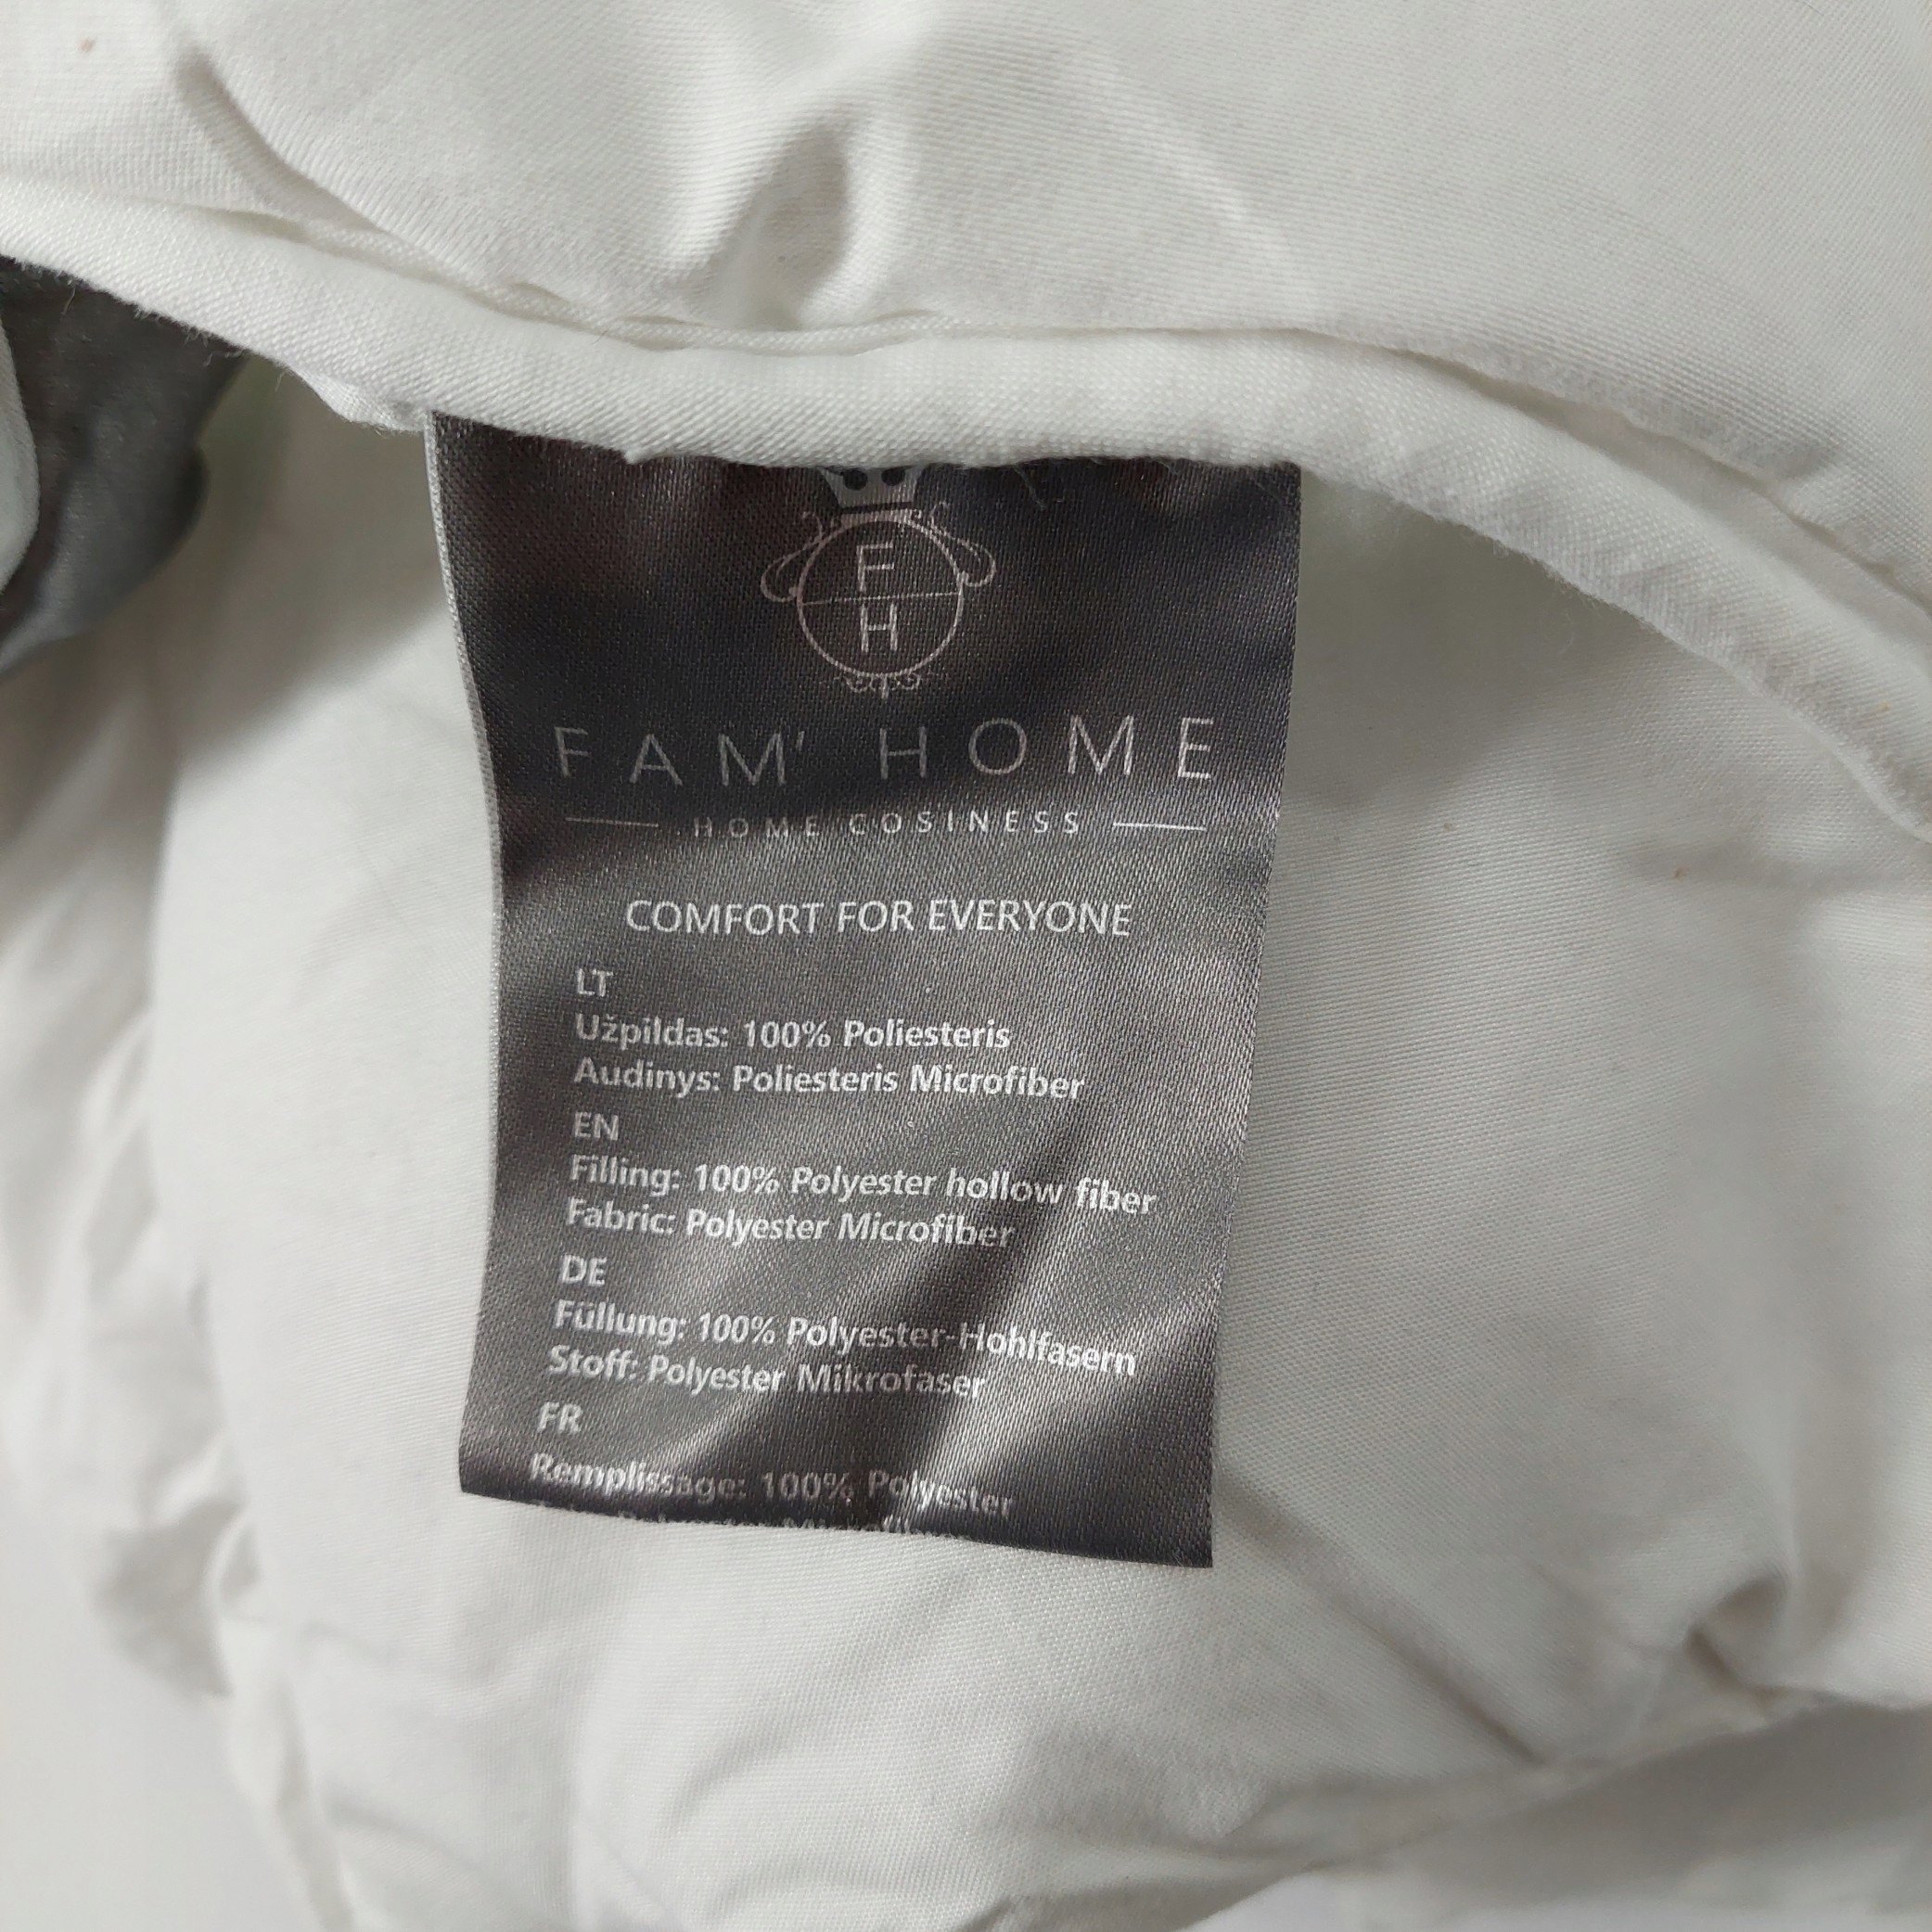 F
H
FAM' HOME
HOME COSINESS
COMFORT FOR EVERYONE
LT
Užpildas: 100% Poliesteris
Audinys: Poliesteris Microfiber
EN
Filling: 100% Polyester hollow fiber
Fabric: Polyester Microfiber
DE
Füllung: 100% Polyester-Hohlfasern
Stoff: Polyester Mikrofaser
FR
Remplissage: 100% Polyester